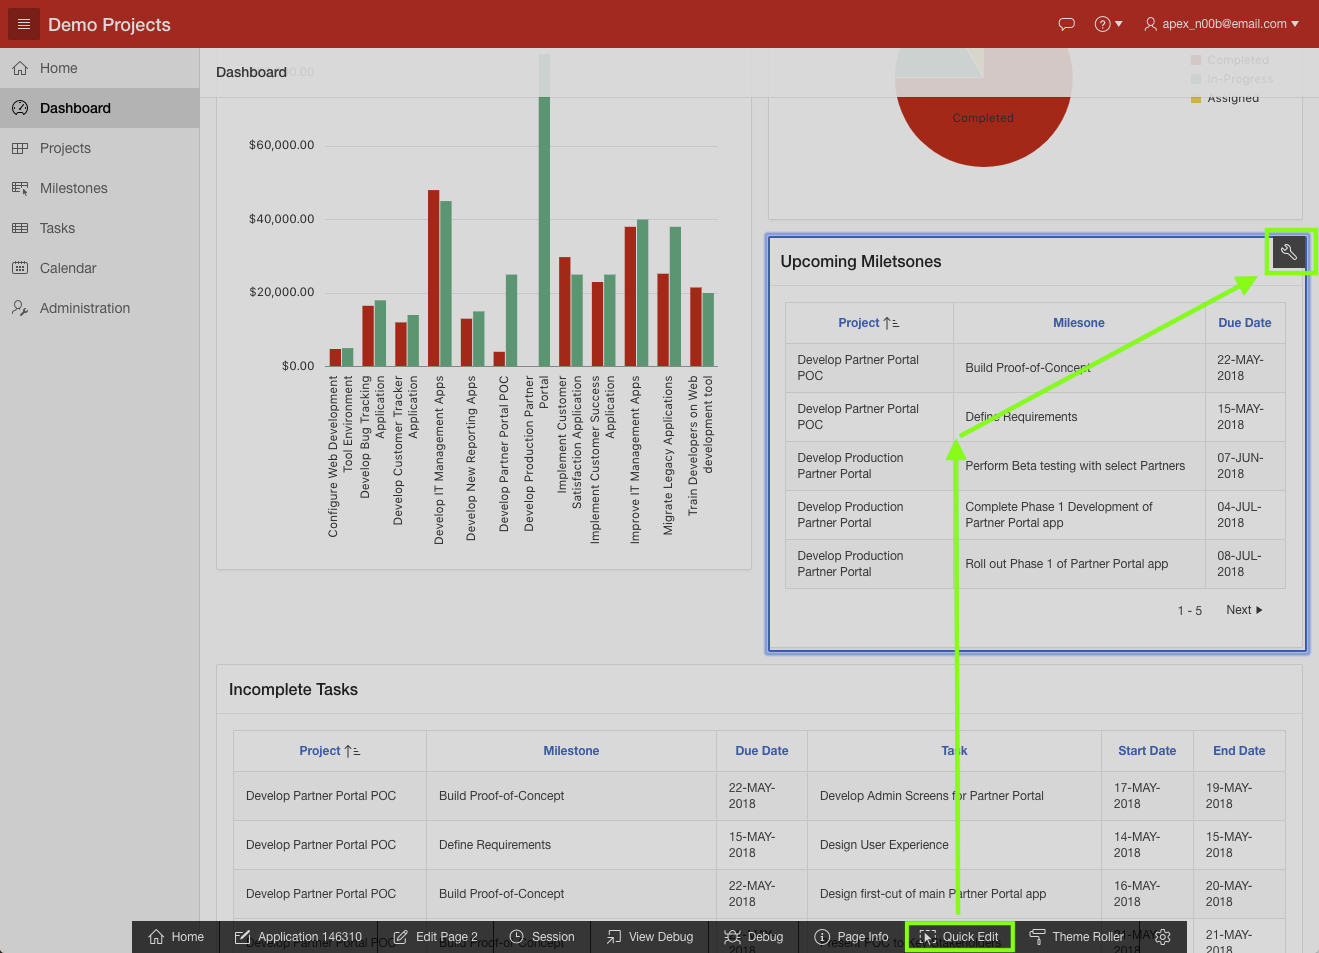 Demo Projects
apex_n00b@email.com
Home
Dashboard
Projects
Milestones
Tasks
Calendar
Administration
Dashboard
$60,000.00
$40,000.00
$20,000.00
$0.00
Configure Web Development
Tool Environment
Develop Bug Tracking
Application
Develop Customer Tracker
Application
Develop IT Management Apps
Develop New Reporting Apps
Develop Partner Portal POC
Develop Production Partner
Portal
Implement Customer
Satisfaction Application
Implement Customer Success
Application
Improve IT Management Apps
Migrate Legacy Applications
Train Developers on Web
development tool
Completed
Completed
In-Progress
Assigned
Upcoming Miletsones
Project Milesone Due Date
Develop Partner Portal
POC
Build Proof-of-Concept
22-MAY-
2018
Develop Partner Portal
POC
Define Requirements
15-MAY-
2018
Develop Production
Partner Portal
Perform Beta testing with select Partners
07-JUN-
2018
Develop Production
Partner Portal
Complete Phase 1 Development of
Partner Portal app
04-JUL-
2018
Develop Production
Partner Portal
Roll out Phase 1 of Partner Portal app
08-JUL-
2018
1 - 5 Next
Incomplete Tasks
Project Milestone Due Date Task Start Date End Date
Develop Partner Portal POC
Build Proof-of-Concept
22-MAY-
2018
Develop Admin Screens for Partner Portal
17-MAY-
2018
19-MAY-
2018
Develop Partner Portal POC
Define Requirements
15-MAY-
2018
Design User Experience
14-MAY-
2018
15-MAY-
2018
Develop Partner Portal POC
Build Proof-of-Concept
22-MAY-
2018
Design first-cut of main Partner Portal app
16-MAY-
2018
20-MAY-
2018
21-MAY-
2018
Home Application 146310 Edit Page 2 Session View Debug Debug Page Info Quick Edit Theme Roller